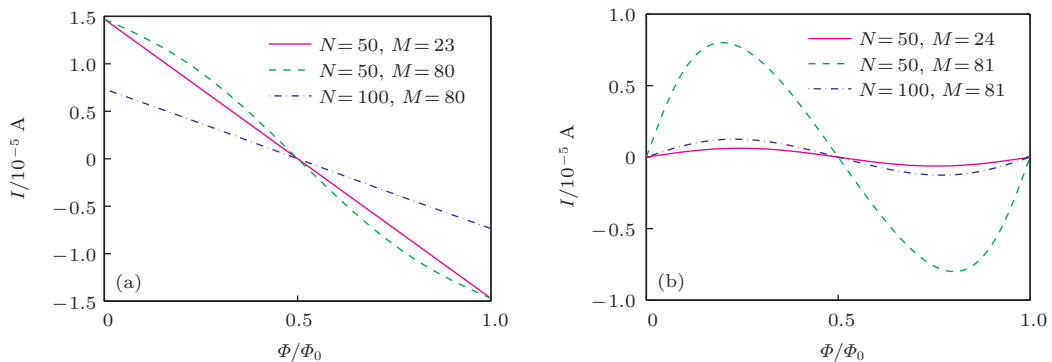 1.5
1.0
0.5
0
−0.5
−1.0
−1.5
I/10⁻⁵ A
N= 50, M= 23
N= 50, M= 80
N= 100, M= 80
(a)
0
0.5
1.0
Φ/Φ₀
1.0
0.5
0
−0.5
−1.0
I/10⁻⁵ A
N= 50, M= 24
N= 50, M= 81
N= 100, M= 81
(b)
0
0.5
1.0
Φ/Φ₀